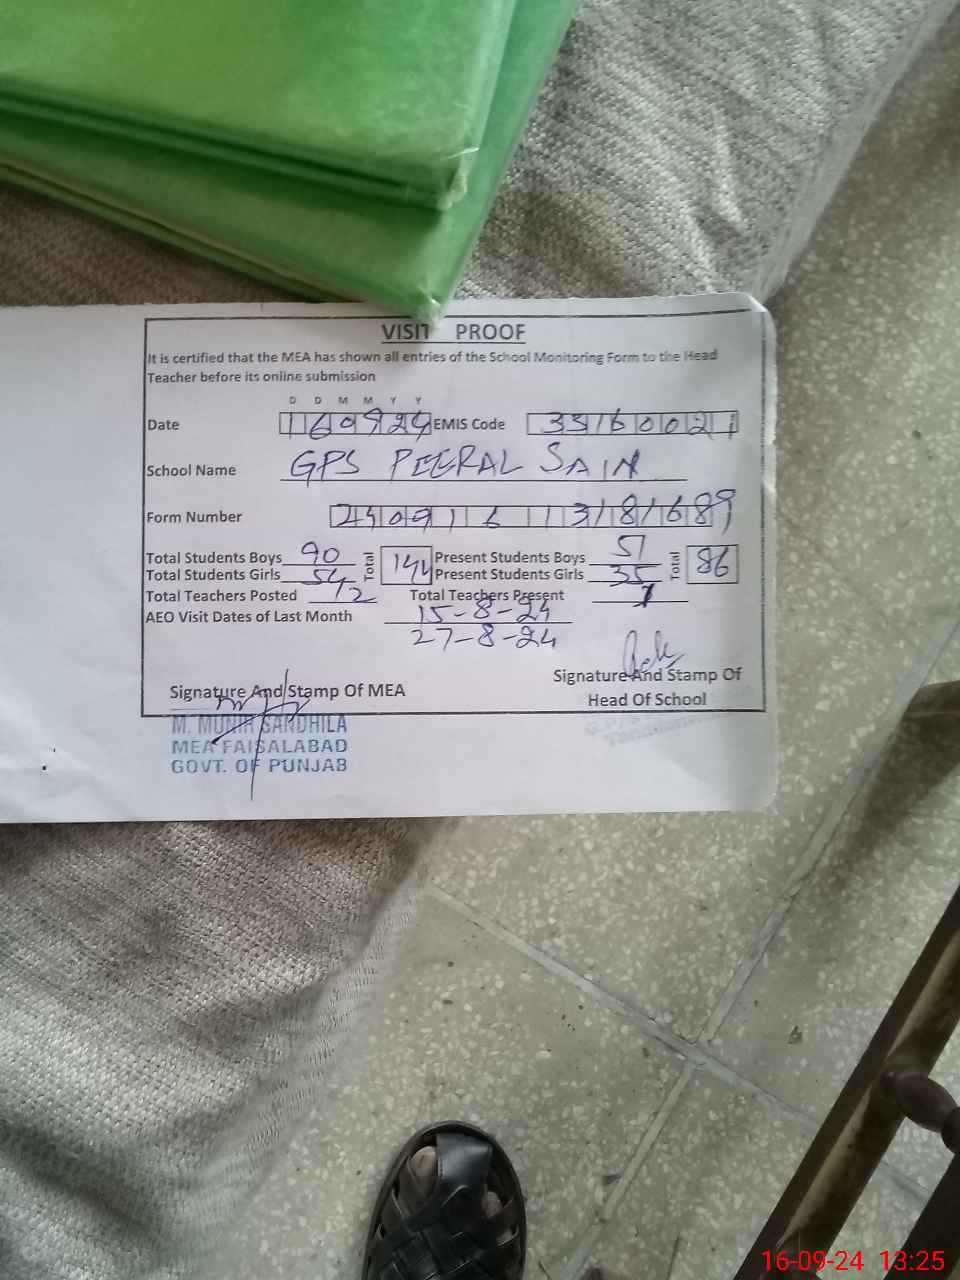 VISIT PROOF
It is certified that the MEA has shown all entries of the School Monitoring Form to the Head
Teacher before its online submission
D D M M Y Y
Date 160924 EMIS Code 33160021
School Name GPS PEERAL SAIN
Form Number
Total Students Boys 90 Total 144 Present Students Boys 51 Total 86
Total Students Girls 54 Present Students Girls 35
Total Teachers Posted 2 Total Teachers Present 1
AEO Visit Dates of Last Month 15-8-24
27-8-24
Signature And Stamp Of MEA
Signature And Stamp Of
Head Of School
M. MUNIR SANDHILA
MEA FAISALABAD
GOVT. OF PUNJAB
16-09-24 13:25